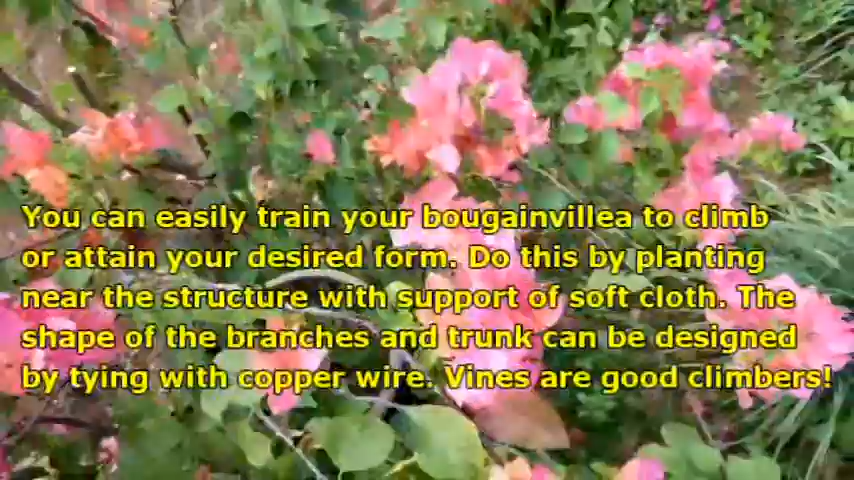 You can easily train your bougainvillea to climb
or attain your desired form. Do this by planting
near the structure with support of soft cloth. The
shape of the branches and trunk can be designed
by tying with copper wire. Vines are good climbers!